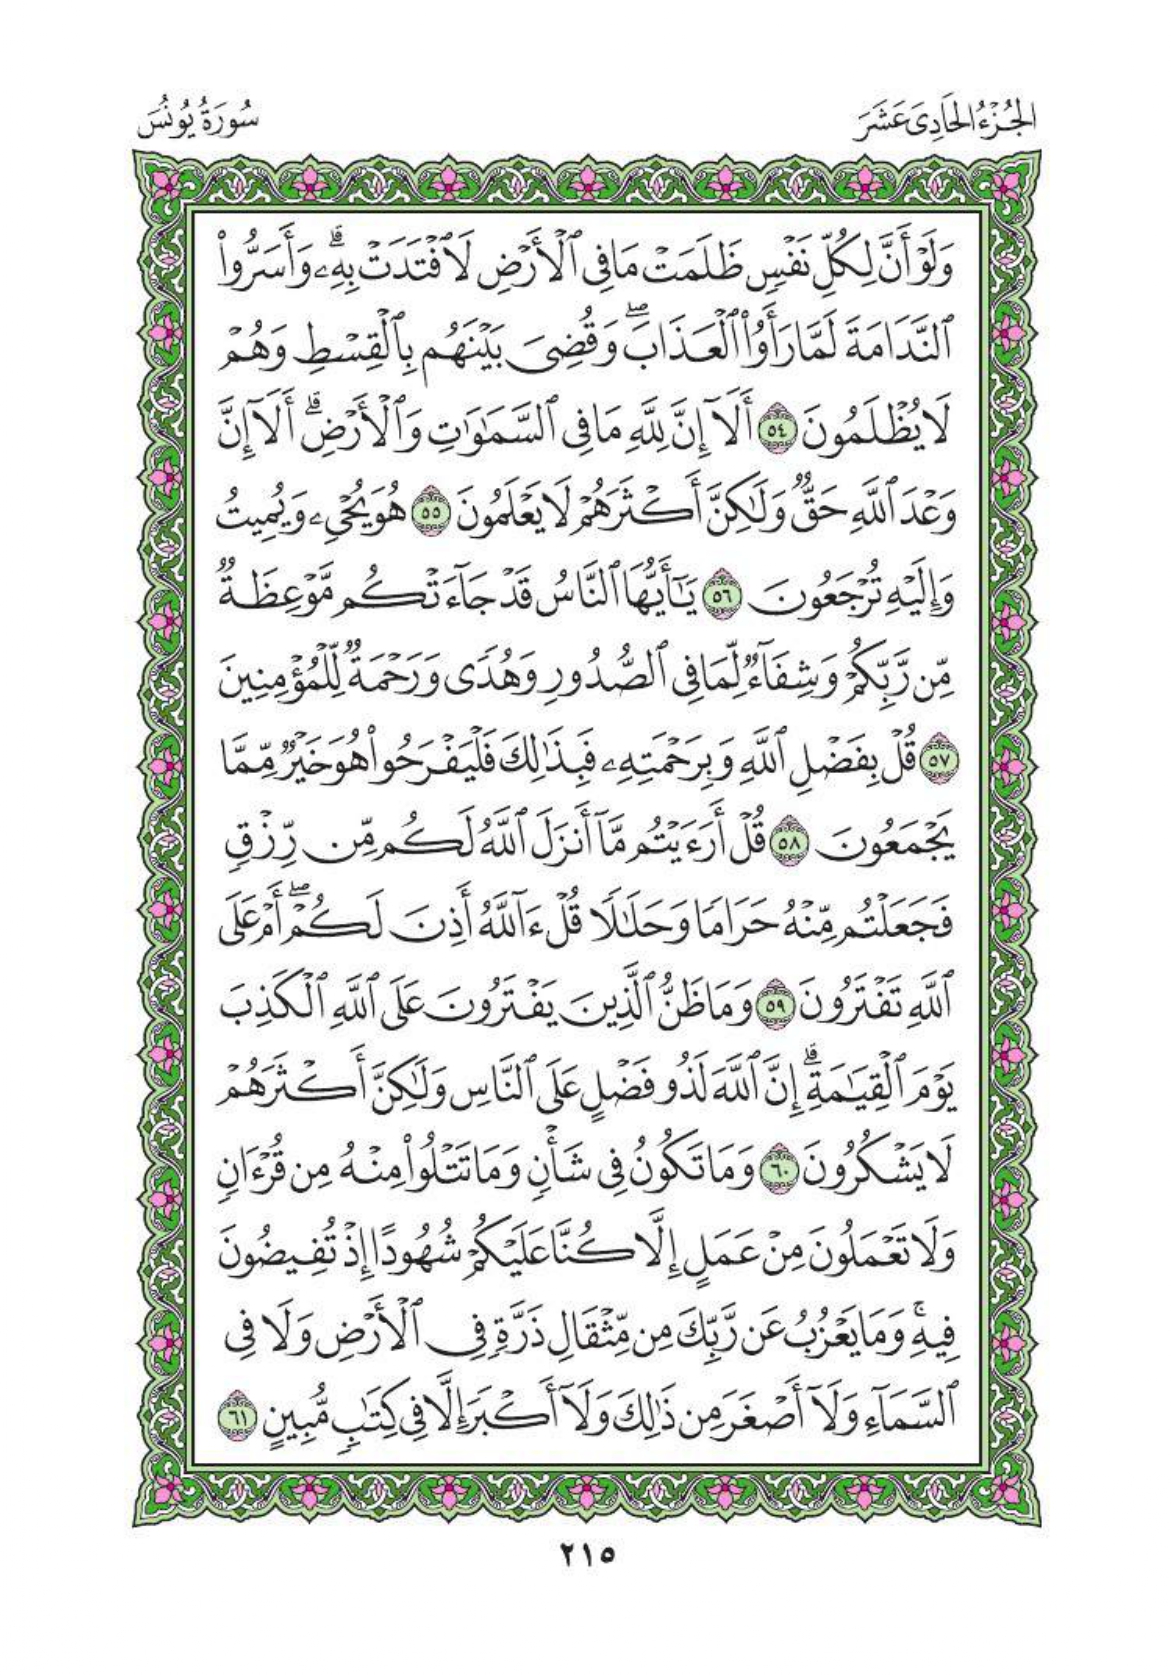 الجُزْءُ الحَادِي عَشَرَ
سُورَةُ يُونُسَ
وَلَوْ أَنَّ لِكُلِّ نَفْسٖ ظَلَمَتْ مَا فِي ٱلْأَرْضِ لَٱفْتَدَتْ بِهِۦۗ وَأَسَرُّواْ
ٱلنَّدَامَةَ لَمَّا رَأَوُاْ ٱلْعَذَابَۖ وَقُضِيَ بَيْنَهُم بِٱلْقِسْطِ وَهُمْ
لَا يُظْلَمُونَ ٥٤ أَلَآ إِنَّ لِلَّهِ مَا فِي ٱلسَّمَٰوَٰتِ وَٱلْأَرْضِۗ أَلَآ إِنَّ
وَعْدَ ٱللَّهِ حَقّٞ وَلَٰكِنَّ أَكْثَرَهُمْ لَا يَعْلَمُونَ ٥٥ هُوَ يُحْيِۦ وَيُمِيتُ
وَإِلَيْهِ تُرْجَعُونَ ٥٦ يَٰٓأَيُّهَا ٱلنَّاسُ قَدْ جَآءَتْكُم مَّوْعِظَةٞ
مِّن رَّبِّكُمْ وَشِفَآءٞ لِّمَا فِي ٱلصُّدُورِ وَهُدٗى وَرَحْمَةٞ لِّلْمُؤْمِنِينَ
٥٧ قُلْ بِفَضْلِ ٱللَّهِ وَبِرَحْمَتِهِۦ فَبِذَٰلِكَ فَلْيَفْرَحُواْ هُوَ خَيْرٞ مِّمَّا
يَجْمَعُونَ ٥٨ قُلْ أَرَءَيْتُم مَّآ أَنزَلَ ٱللَّهُ لَكُم مِّن رِّزْقٖ
فَجَعَلْتُم مِّنْهُ حَرَامٗا وَحَلَٰلٗا قُلْ ءَآللَّهُ أَذِنَ لَكُمْۖ أَمْ عَلَى
ٱللَّهِ تَفْتَرُونَ ٥٩ وَمَا ظَنُّ ٱلَّذِينَ يَفْتَرُونَ عَلَى ٱللَّهِ ٱلْكَذِبَ
يَوْمَ ٱلْقِيَٰمَةِۗ إِنَّ ٱللَّهَ لَذُو فَضْلٍ عَلَى ٱلنَّاسِ وَلَٰكِنَّ أَكْثَرَهُمْ
لَا يَشْكُرُونَ ٦٠ وَمَا تَكُونُ فِي شَأْنٖ وَمَا تَتْلُواْ مِنْهُ مِن قُرْءَانٖ
وَلَا تَعْمَلُونَ مِنْ عَمَلٍ إِلَّا كُنَّا عَلَيْكُمْ شُهُودًا إِذْ تُفِيضُونَ
فِيهِۚ وَمَا يَعْزُبُ عَن رَّبِّكَ مِن مِّثْقَالِ ذَرَّةٖ فِي ٱلْأَرْضِ وَلَا فِي
ٱلسَّمَآءِ وَلَآ أَصْغَرَ مِن ذَٰلِكَ وَلَآ أَكْبَرَ إِلَّا فِي كِتَٰبٖ مُّبِينٍ ٦١
٢١٥